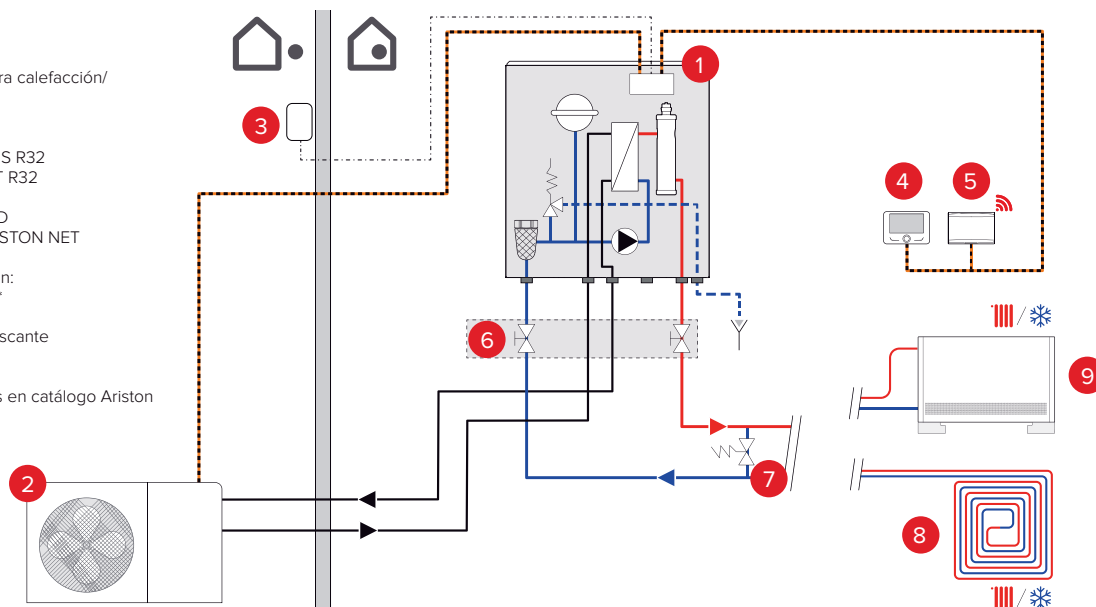 ra calefacción/
S R32
T R32
D
STON NET
n:
scante
s en catálogo Ariston
1
3
4
5
6
9
7
2
8